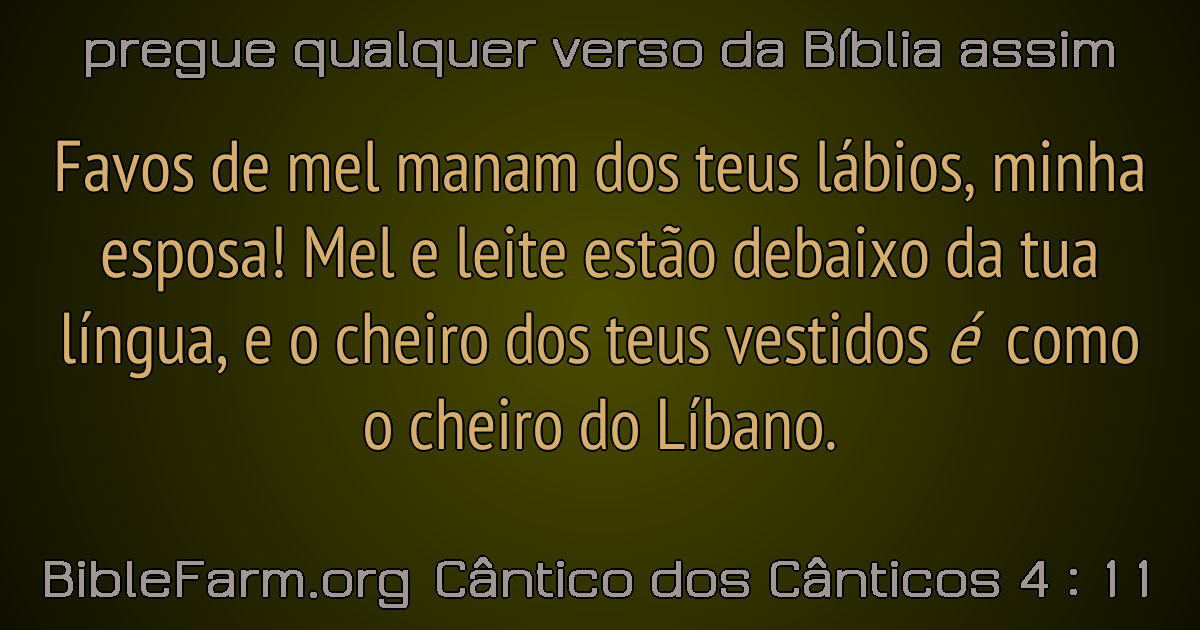 pregue qualquer verso da Bíblia assim
Favos de mel manam dos teus lábios, minha
esposa! Mel e leite estão debaixo da tua
língua, e o cheiro dos teus vestidos é como
o cheiro do Líbano.
BibleFarm.org Cântico dos Cânticos 4 : 11